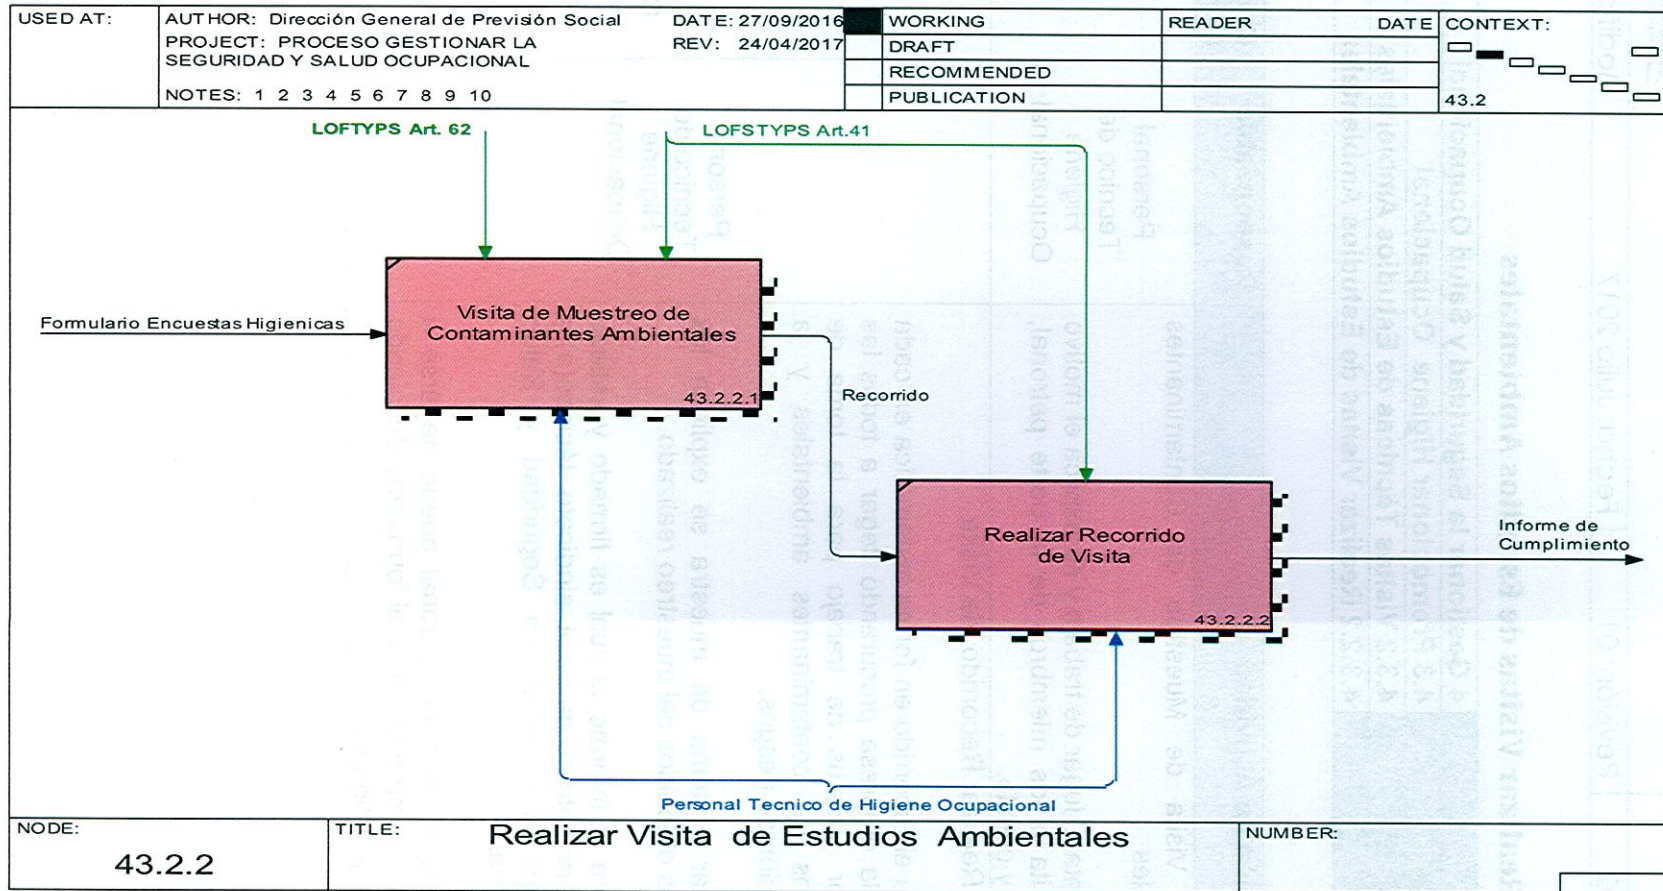 USED AT:
AUTHOR: Dirección General de Previsión Social
DATE: 27/09/2016
PROJECT: PROCESO GESTIONAR LA
SEGURIDAD Y SALUD OCUPACIONAL
REV: 24/04/2017
NOTES: 1 2 3 4 5 6 7 8 9 10
WORKING
DRAFT
RECOMMENDED
PUBLICATION
READER
DATE
CONTEXT:
43.2
LOFTYPS Art. 62
LOFSTYPS Art.41
Formulario Encuestas Higienicas
Visita de Muestreo de
Contaminantes Ambientales
43.2.2.1
Recorrido
Realizar Recorrido
de Visita
43.2.2.2
Informe de
Cumplimiento
Personal Tecnico de Higiene Ocupacional
NODE:
43.2.2
TITLE:
Realizar Visita de Estudios Ambientales
NUMBER: